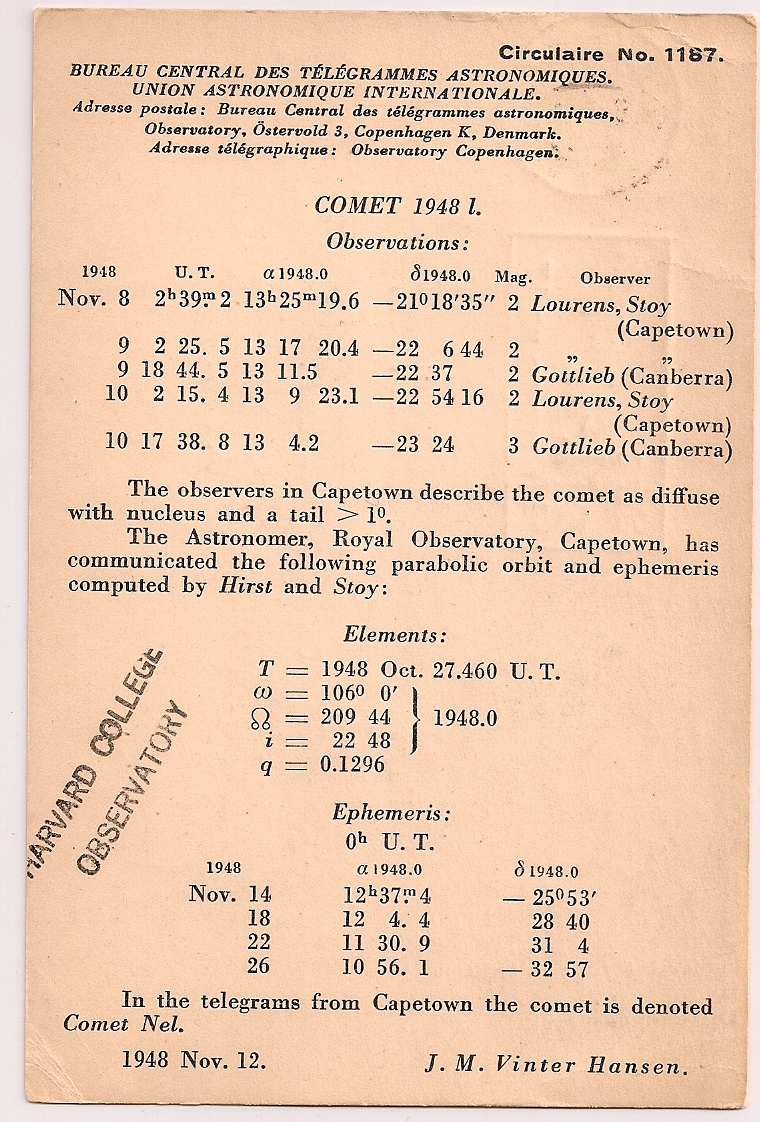 Circulaire No. 1187.
BUREAU CENTRAL DES TÉLÉGRAMMES ASTRONOMIQUES.
UNION ASTRONOMIQUE INTERNATIONALE.
Adresse postale: Bureau Central des télégrammes astronomiques,
Observatory, Östervold 3, Copenhagen K, Denmark.
Adresse télégraphique: Observatory Copenhagen.
COMET 1948 l.
Observations:
1948 U. T. α 1948.0 δ 1948.0 Mag. Observer
Nov. 8 2ʰ39ᵐ.2 13ʰ25ᵐ19.6 —21°18′35″ 2 Lourens, Stoy
(Capetown)
9 2 25. 5 13 17 20.4 —22 6 44 2 „ „
9 18 44. 5 13 11.5 —22 37 2 Gottlieb (Canberra)
10 2 15. 4 13 9 23.1 —22 54 16 2 Lourens, Stoy
(Capetown)
10 17 38. 8 13 4.2 —23 24 3 Gottlieb (Canberra)
The observers in Capetown describe the comet as diffuse
with nucleus and a tail > 1°.
The Astronomer, Royal Observatory, Capetown, has
communicated the following parabolic orbit and ephemeris
computed by Hirst and Stoy:
Elements:
T = 1948 Oct. 27.460 U. T.
ω = 106° 0′
☊ = 209 44 } 1948.0
i = 22 48
q = 0.1296
HARVARD COLLEGE
OBSERVATORY
Ephemeris:
0ʰ U. T.
1948 α 1948.0 δ 1948.0
Nov. 14 12ʰ37ᵐ.4 — 25°53′
18 12 4. 4 28 40
22 11 30. 9 31 4
26 10 56. 1 — 32 57
In the telegrams from Capetown the comet is denoted
Comet Nel.
1948 Nov. 12. J. M. Vinter Hansen.